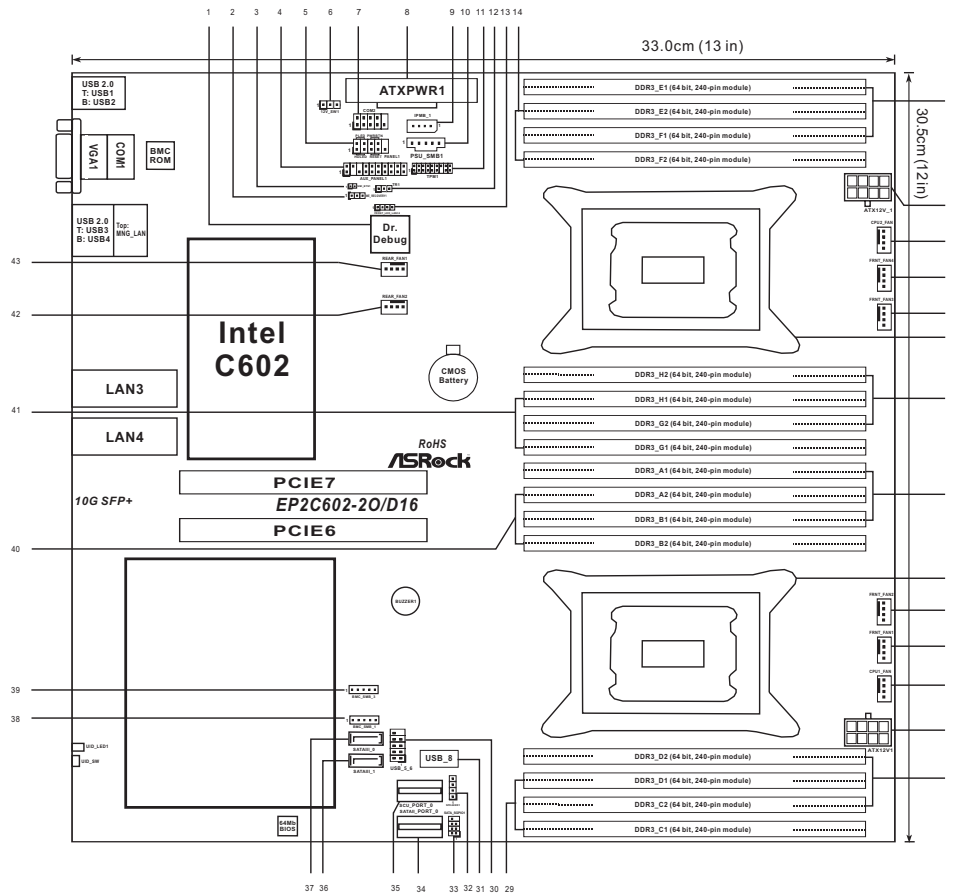 1 2 3 4 5 6 7 8 9 10 11 12 13 14
33.0cm (13 in)
30.5cm (12 in)
USB 2.0
T: USB1
B: USB2
VGA1
COM1
BMC
ROM
USB 2.0
T: USB3
B: USB4
Top:
MNG_LAN
ATXPWR1
COM2
IPMB_1
PSU_SMB1
AUX_PANEL1
TPM1
Dr.
Debug
REAR_FAN1
REAR_FAN2
DDR3_E1 (64 bit, 240-pin module)
DDR3_E2 (64 bit, 240-pin module)
DDR3_F1 (64 bit, 240-pin module)
DDR3_F2 (64 bit, 240-pin module)
ATX12V_1
CPU2_FAN
FRNT_FAN4
FRNT_FAN3
43
42
Intel
C602
CMOS
Battery
LAN3
LAN4
41
DDR3_H2 (64 bit, 240-pin module)
DDR3_H1 (64 bit, 240-pin module)
DDR3_G2 (64 bit, 240-pin module)
DDR3_G1 (64 bit, 240-pin module)
DDR3_A1 (64 bit, 240-pin module)
DDR3_A2 (64 bit, 240-pin module)
DDR3_B1 (64 bit, 240-pin module)
DDR3_B2 (64 bit, 240-pin module)
RoHS
ASRock
PCIE7
10G SFP+
EP2C602-2O/D16
PCIE6
40
BUZZER1
FRNT_FAN2
FRNT_FAN1
CPU1_FAN
ATX12V1
39
38
UID_LED1
UID_SW
SATAIII_0
SATAIII_1
USB_5_6
USB_8
SCU_PORT_0
SATAII_PORT_0
64Mb
BIOS
DDR3_D2 (64 bit, 240-pin module)
DDR3_D1 (64 bit, 240-pin module)
DDR3_C2 (64 bit, 240-pin module)
DDR3_C1 (64 bit, 240-pin module)
37 36 35 34 33 32 31 30 29